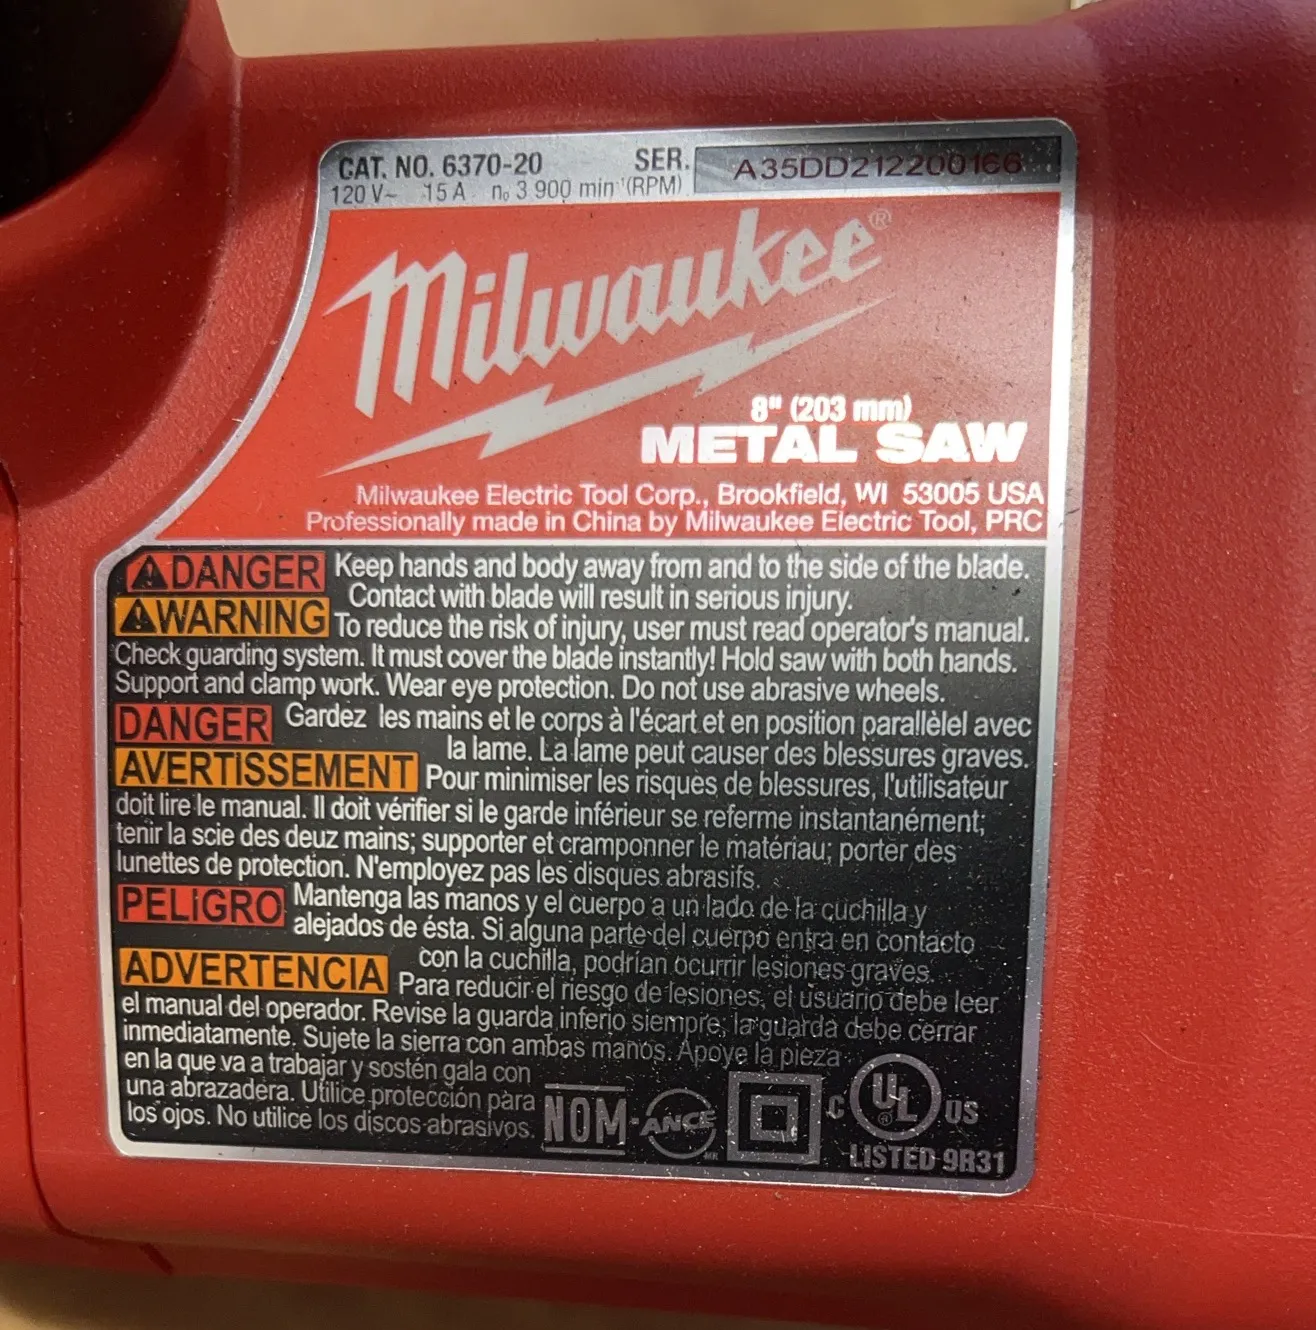 CAT. NO. 6370-20 SER. A35DD212200166
120 V~ 15 A n₀ 3 900 min⁻¹(RPM)
Milwaukee®
8" (203 mm)
METAL SAW
Milwaukee Electric Tool Corp., Brookfield, WI 53005 USA
Professionally made in China by Milwaukee Electric Tool, PRC
⚠DANGER Keep hands and body away from and to the side of the blade.
Contact with blade will result in serious injury.
⚠WARNING To reduce the risk of injury, user must read operator's manual.
Check guarding system. It must cover the blade instantly! Hold saw with both hands.
Support and clamp work. Wear eye protection. Do not use abrasive wheels.
DANGER Gardez les mains et le corps à l'écart et en position parallèlel avec
la lame. La lame peut causer des blessures graves.
AVERTISSEMENT Pour minimiser les risques de blessures, l'utilisateur
doit lire le manual. Il doit vérifier si le garde inférieur se referme instantanément;
tenir la scie des deuz mains; supporter et cramponner le matériau; porter des
lunettes de protection. N'employez pas les disques abrasifs.
PELIGRO Mantenga las manos y el cuerpo a un lado de la cuchilla y
alejados de ésta. Si alguna parte del cuerpo entra en contacto
con la cuchilla, podrían ocurrir lesiones graves.
ADVERTENCIA Para reducir el riesgo de lesiones, el usuario debe leer
el manual del operador. Revise la guarda inferio siempre; la guarda debe cerrar
inmediatamente. Sujete la sierra con ambas manos. Apoye la pieza
en la que va a trabajar y sostén gala con
una abrazadera. Utilice protección para
los ojos. No utilice los discos abrasivos.
NOM-ANCE MR C UL® US
LISTED 9R31